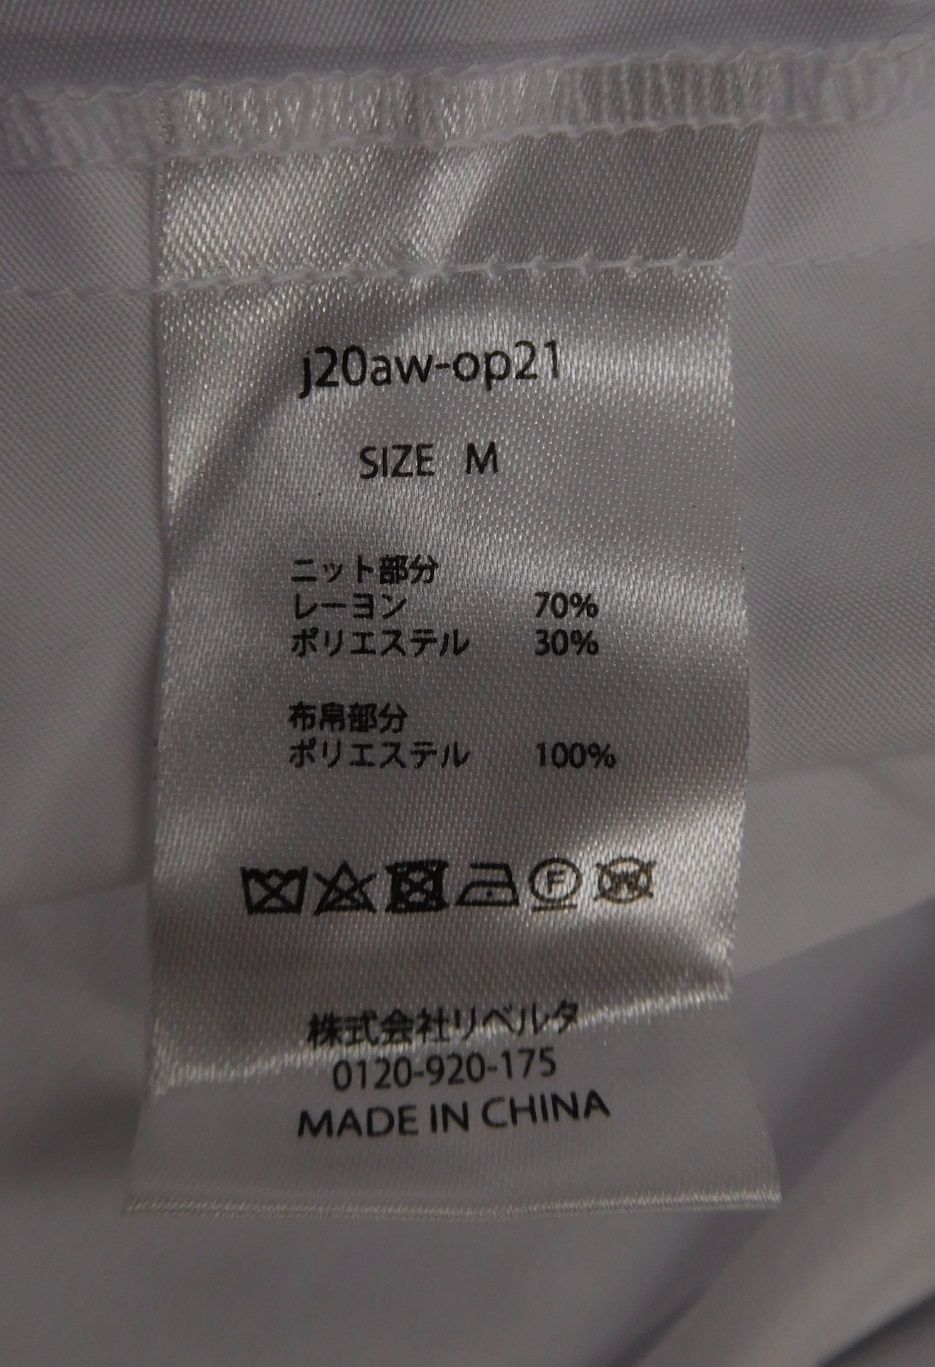 j20aw-op21
SIZE M
ニット部分
レーヨン 70%
ポリエステル 30%
布帛部分
ポリエステル 100%
F
W
株式会社リベルタ
0120-920-175
MADE IN CHINA